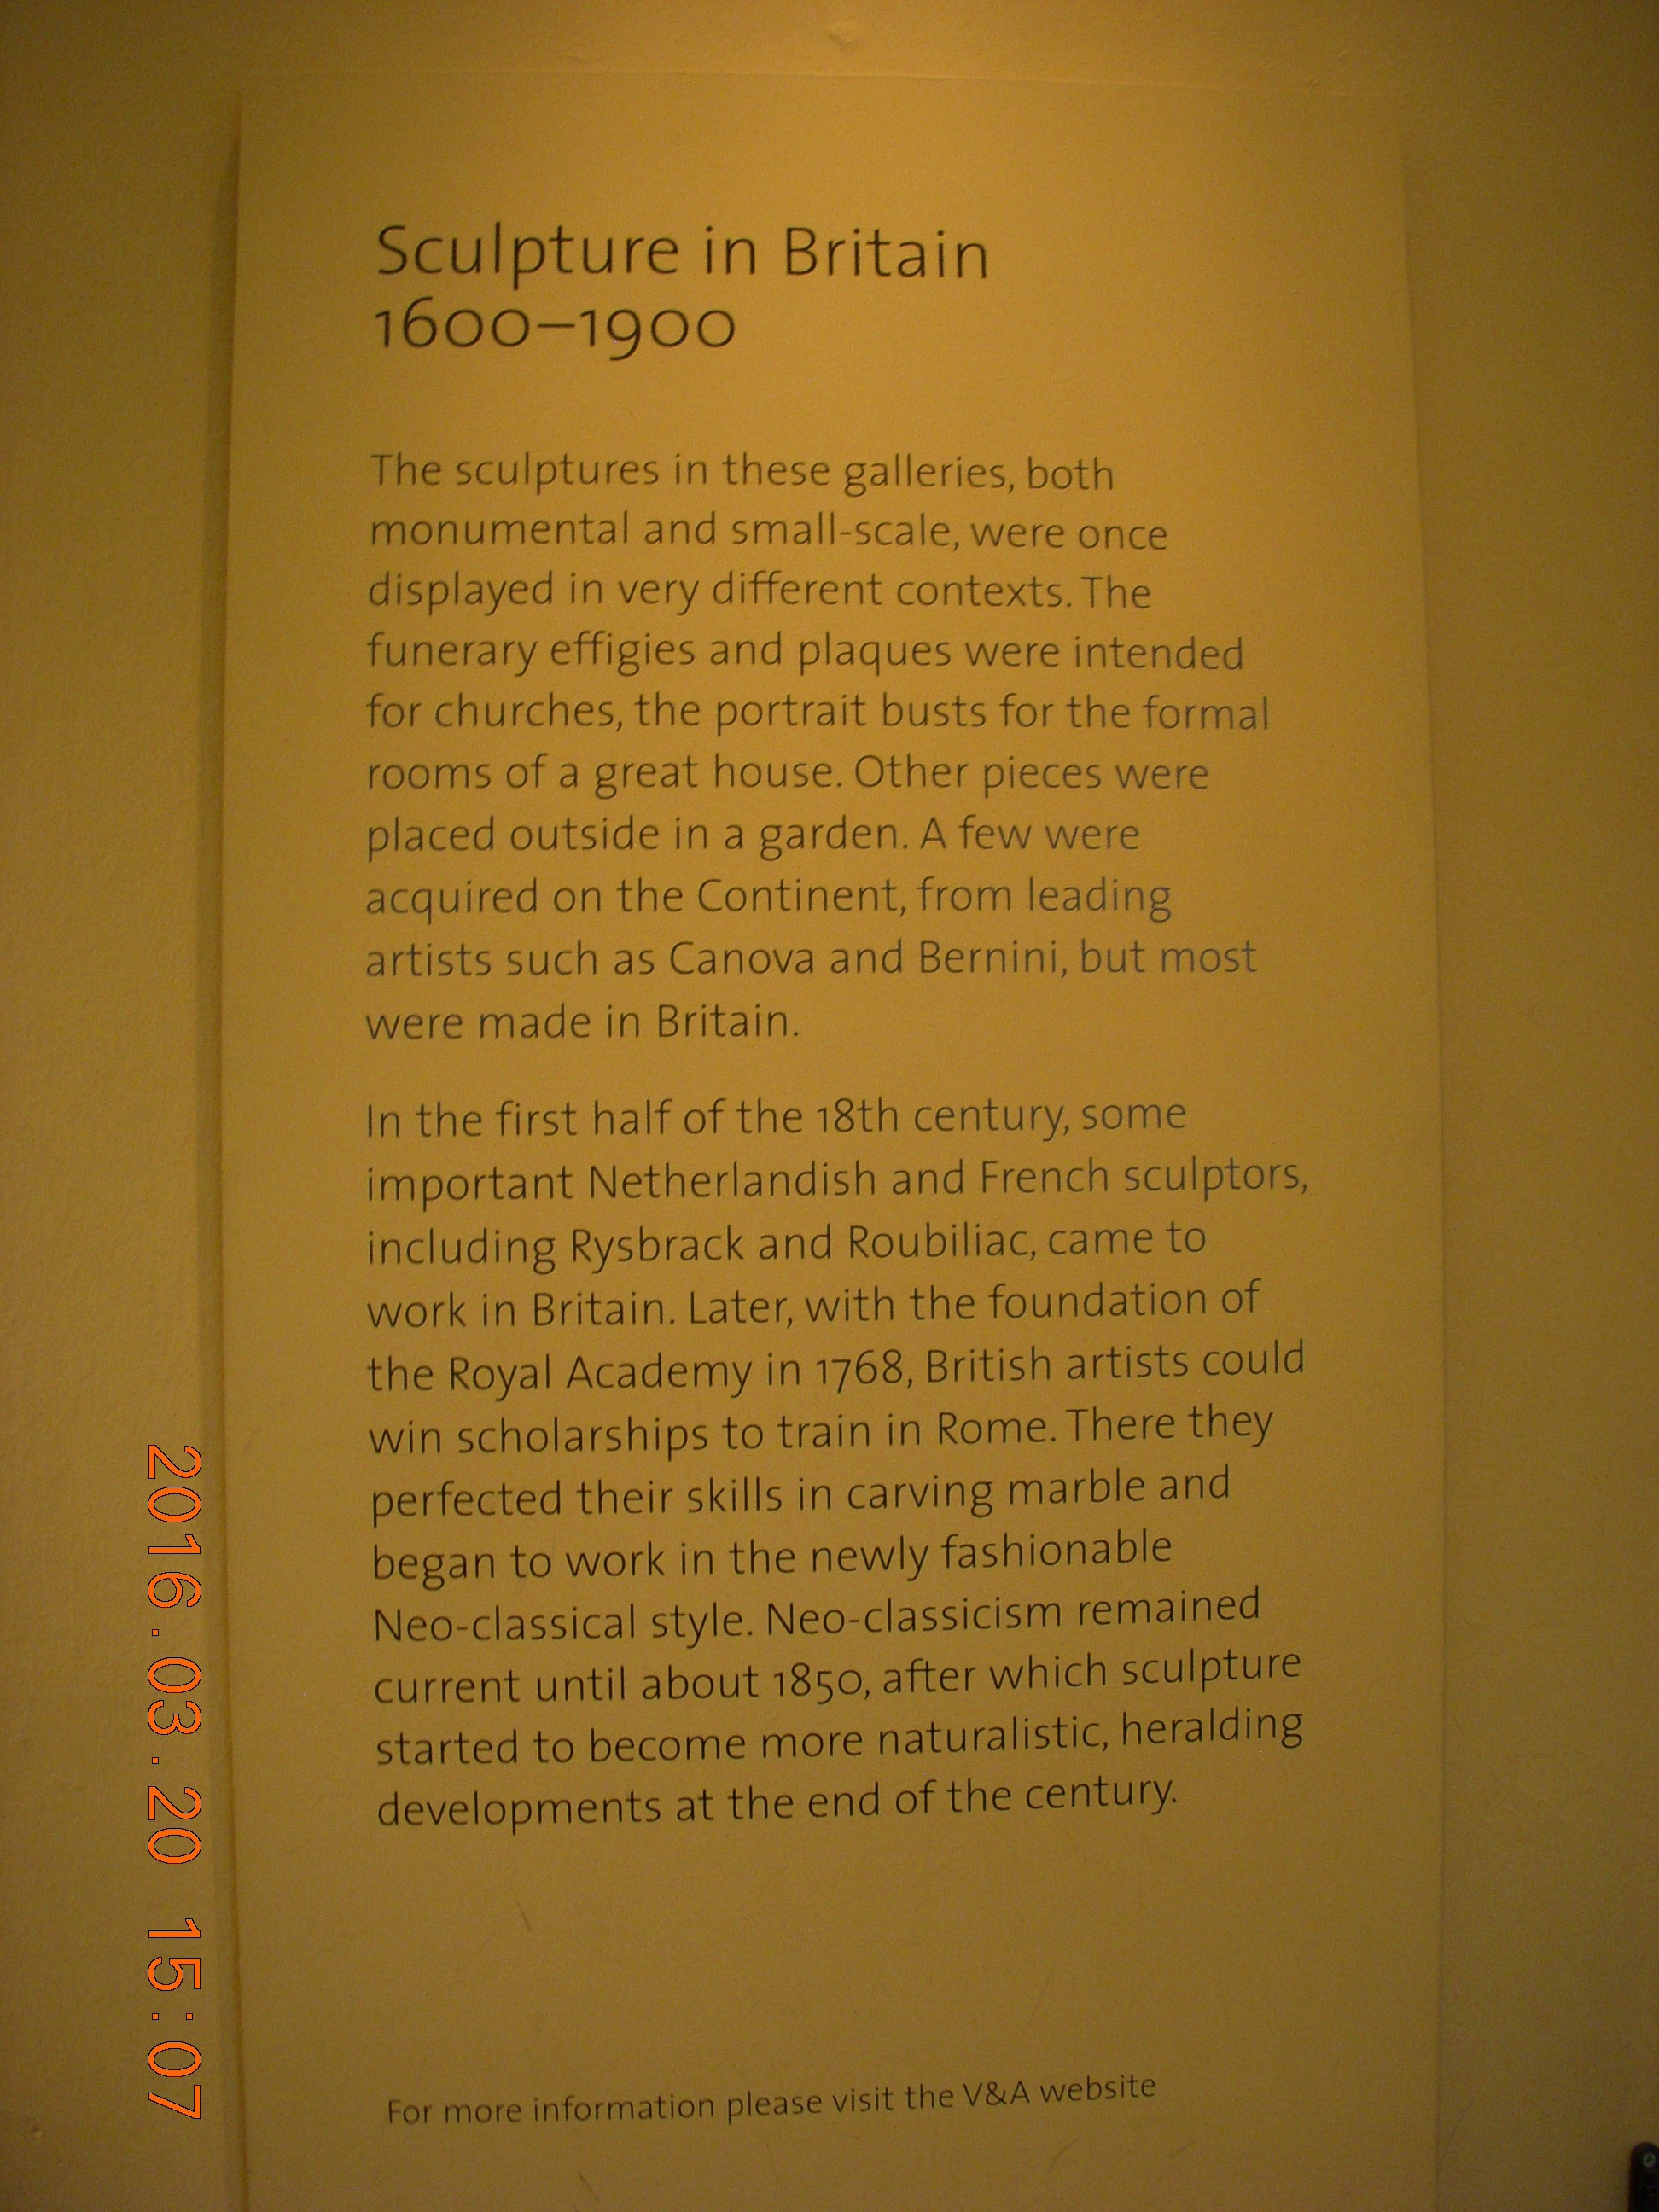 Sculpture in Britain
1600–1900
The sculptures in these galleries, both
monumental and small-scale, were once
displayed in very different contexts. The
funerary effigies and plaques were intended
for churches, the portrait busts for the formal
rooms of a great house. Other pieces were
placed outside in a garden. A few were
acquired on the Continent, from leading
artists such as Canova and Bernini, but most
were made in Britain.
In the first half of the 18th century, some
important Netherlandish and French sculptors,
including Rysbrack and Roubiliac, came to
work in Britain. Later, with the foundation of
the Royal Academy in 1768, British artists could
win scholarships to train in Rome. There they
perfected their skills in carving marble and
began to work in the newly fashionable
Neo-classical style. Neo-classicism remained
current until about 1850, after which sculpture
started to become more naturalistic, heralding
developments at the end of the century.
For more information please visit the V&A website
2016.03.20 15:07